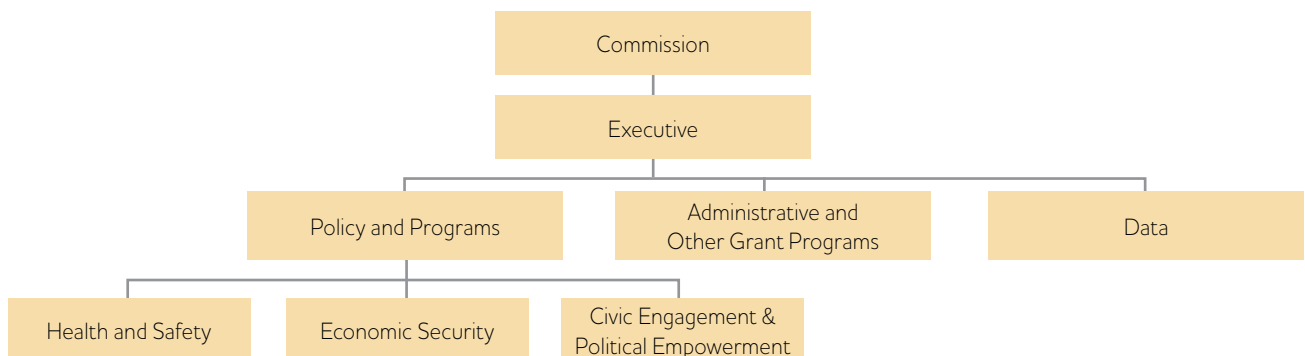 Commission
Executive
Policy and Programs
Administrative and
Other Grant Programs
Data
Health and Safety
Economic Security
Civic Engagement &
Political Empowerment